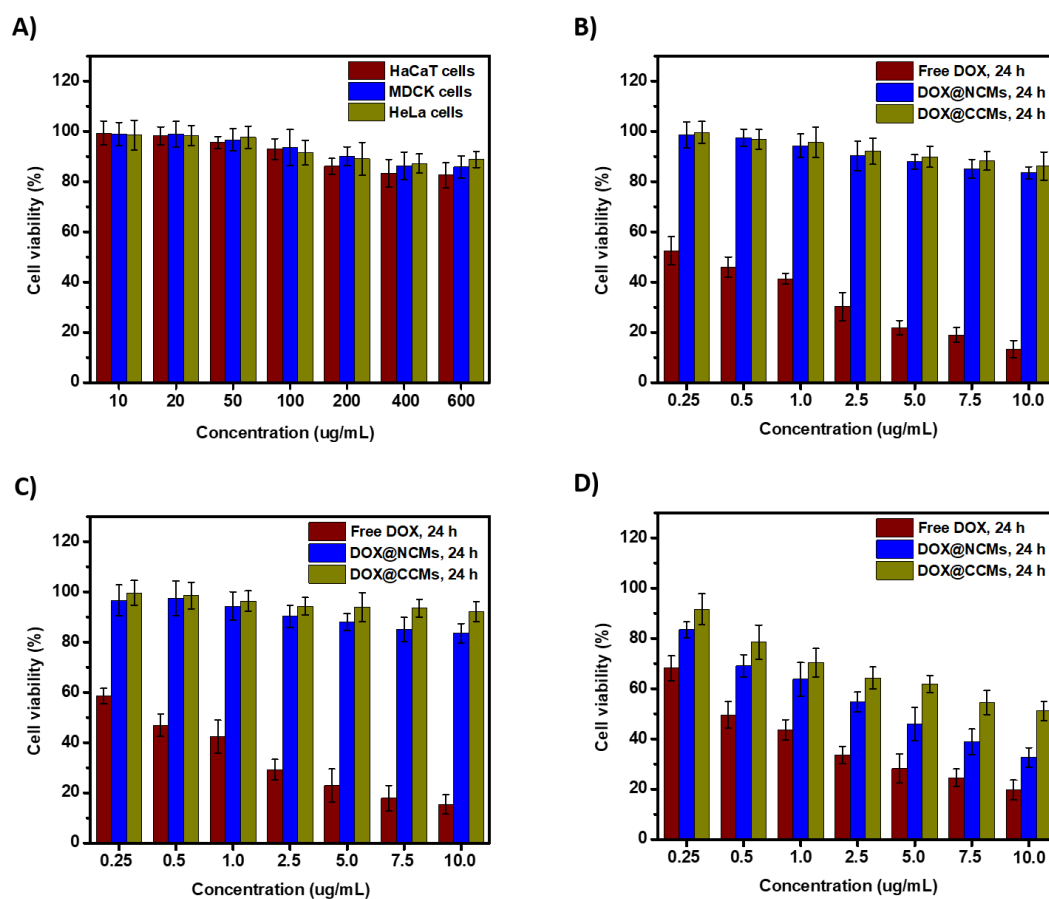 A)
HaCaT cells
MDCK cells
HeLa cells
Cell viability (%)
120
100
80
60
40
20
0
10 20 50 100 200 400 600
Concentration (ug/mL)
B)
Free DOX, 24 h
DOX@NCMs, 24 h
DOX@CCMs, 24 h
Cell viability (%)
120
100
80
60
40
20
0
0.25 0.5 1.0 2.5 5.0 7.5 10.0
Concentration (ug/mL)
C)
Free DOX, 24 h
DOX@NCMs, 24 h
DOX@CCMs, 24 h
Cell viability (%)
120
100
80
60
40
20
0
0.25 0.5 1.0 2.5 5.0 7.5 10.0
Concentration (ug/mL)
D)
Free DOX, 24 h
DOX@NCMs, 24 h
DOX@CCMs, 24 h
Cell viability (%)
120
100
80
60
40
20
0
0.25 0.5 1.0 2.5 5.0 7.5 10.0
Concentration (ug/mL)